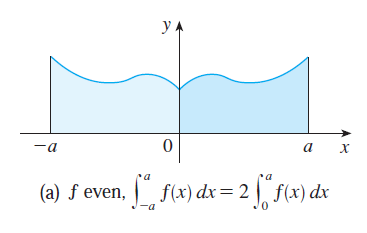 y
-a 0 a x
(a) f even, ∫_{-a}^{a} f(x) dx = 2 ∫_{0}^{a} f(x) dx